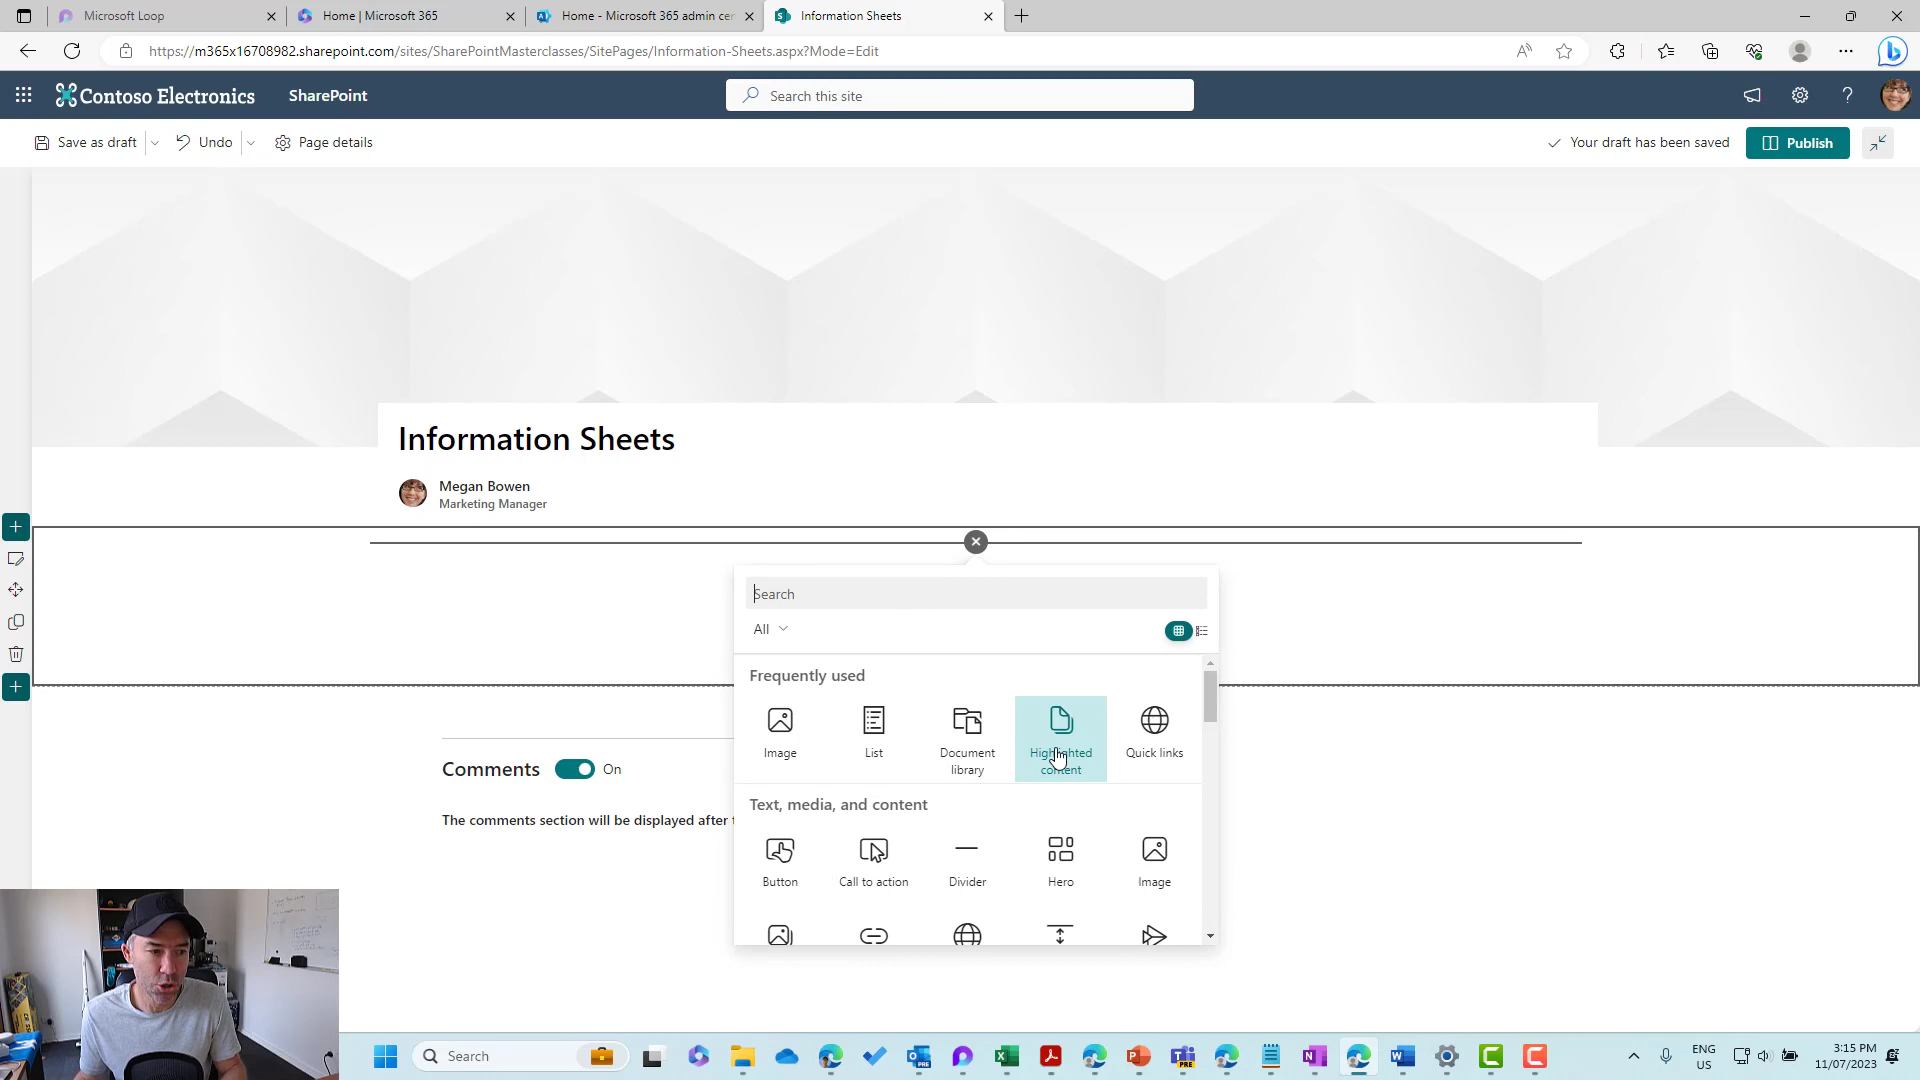 Microsoft Loop
Home | Microsoft 365
Home - Microsoft 365 admin cer
Information Sheets
https://m365x16708982.sharepoint.com/sites/SharePointMasterclasses/SitePages/Information-Sheets.aspx?Mode=Edit
Contoso Electronics
SharePoint
Search this site
Save as draft
Undo
Page details
Your draft has been saved
Publish
Information Sheets
Megan Bowen
Marketing Manager
Search
All
Frequently used
Image
List
Document library
Highlighted content
Quick links
Text, media, and content
Comments
On
The comments section will be displayed after t
Button
Call to action
Divider
Hero
Image
Search
ENG
US
3:15 PM
11/07/2023